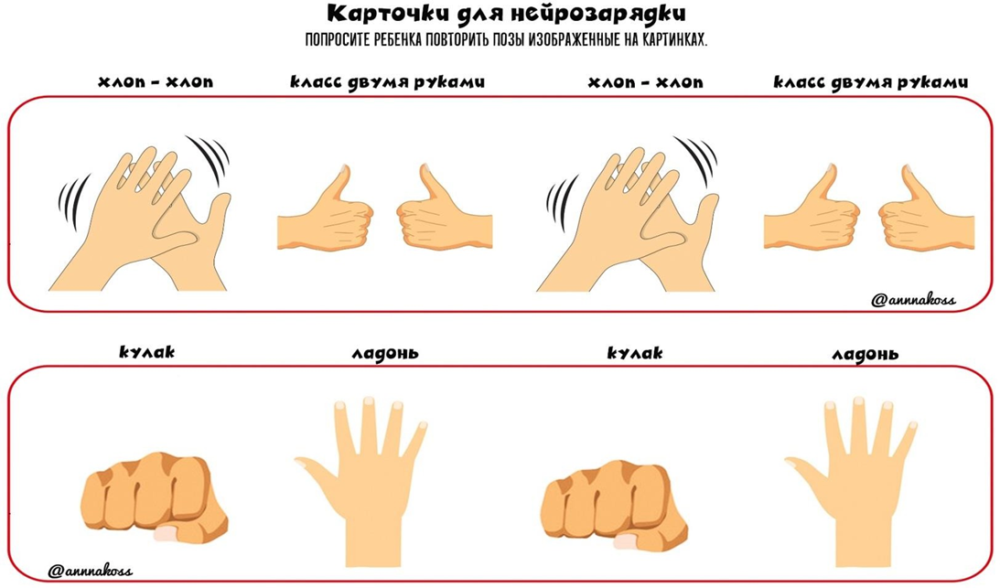 Карточки для нейрозарядки
ПОПРОСИТЕ РЕБЕНКА ПОВТОРИТЬ ПОЗЫ ИЗОБРАЖЕННЫЕ НА КАРТИНКАХ.
хлоп - хлоп класс двумя руками хлоп - хлоп класс двумя руками
@annnakoss
кулак ладонь кулак ладонь
@annnakoss